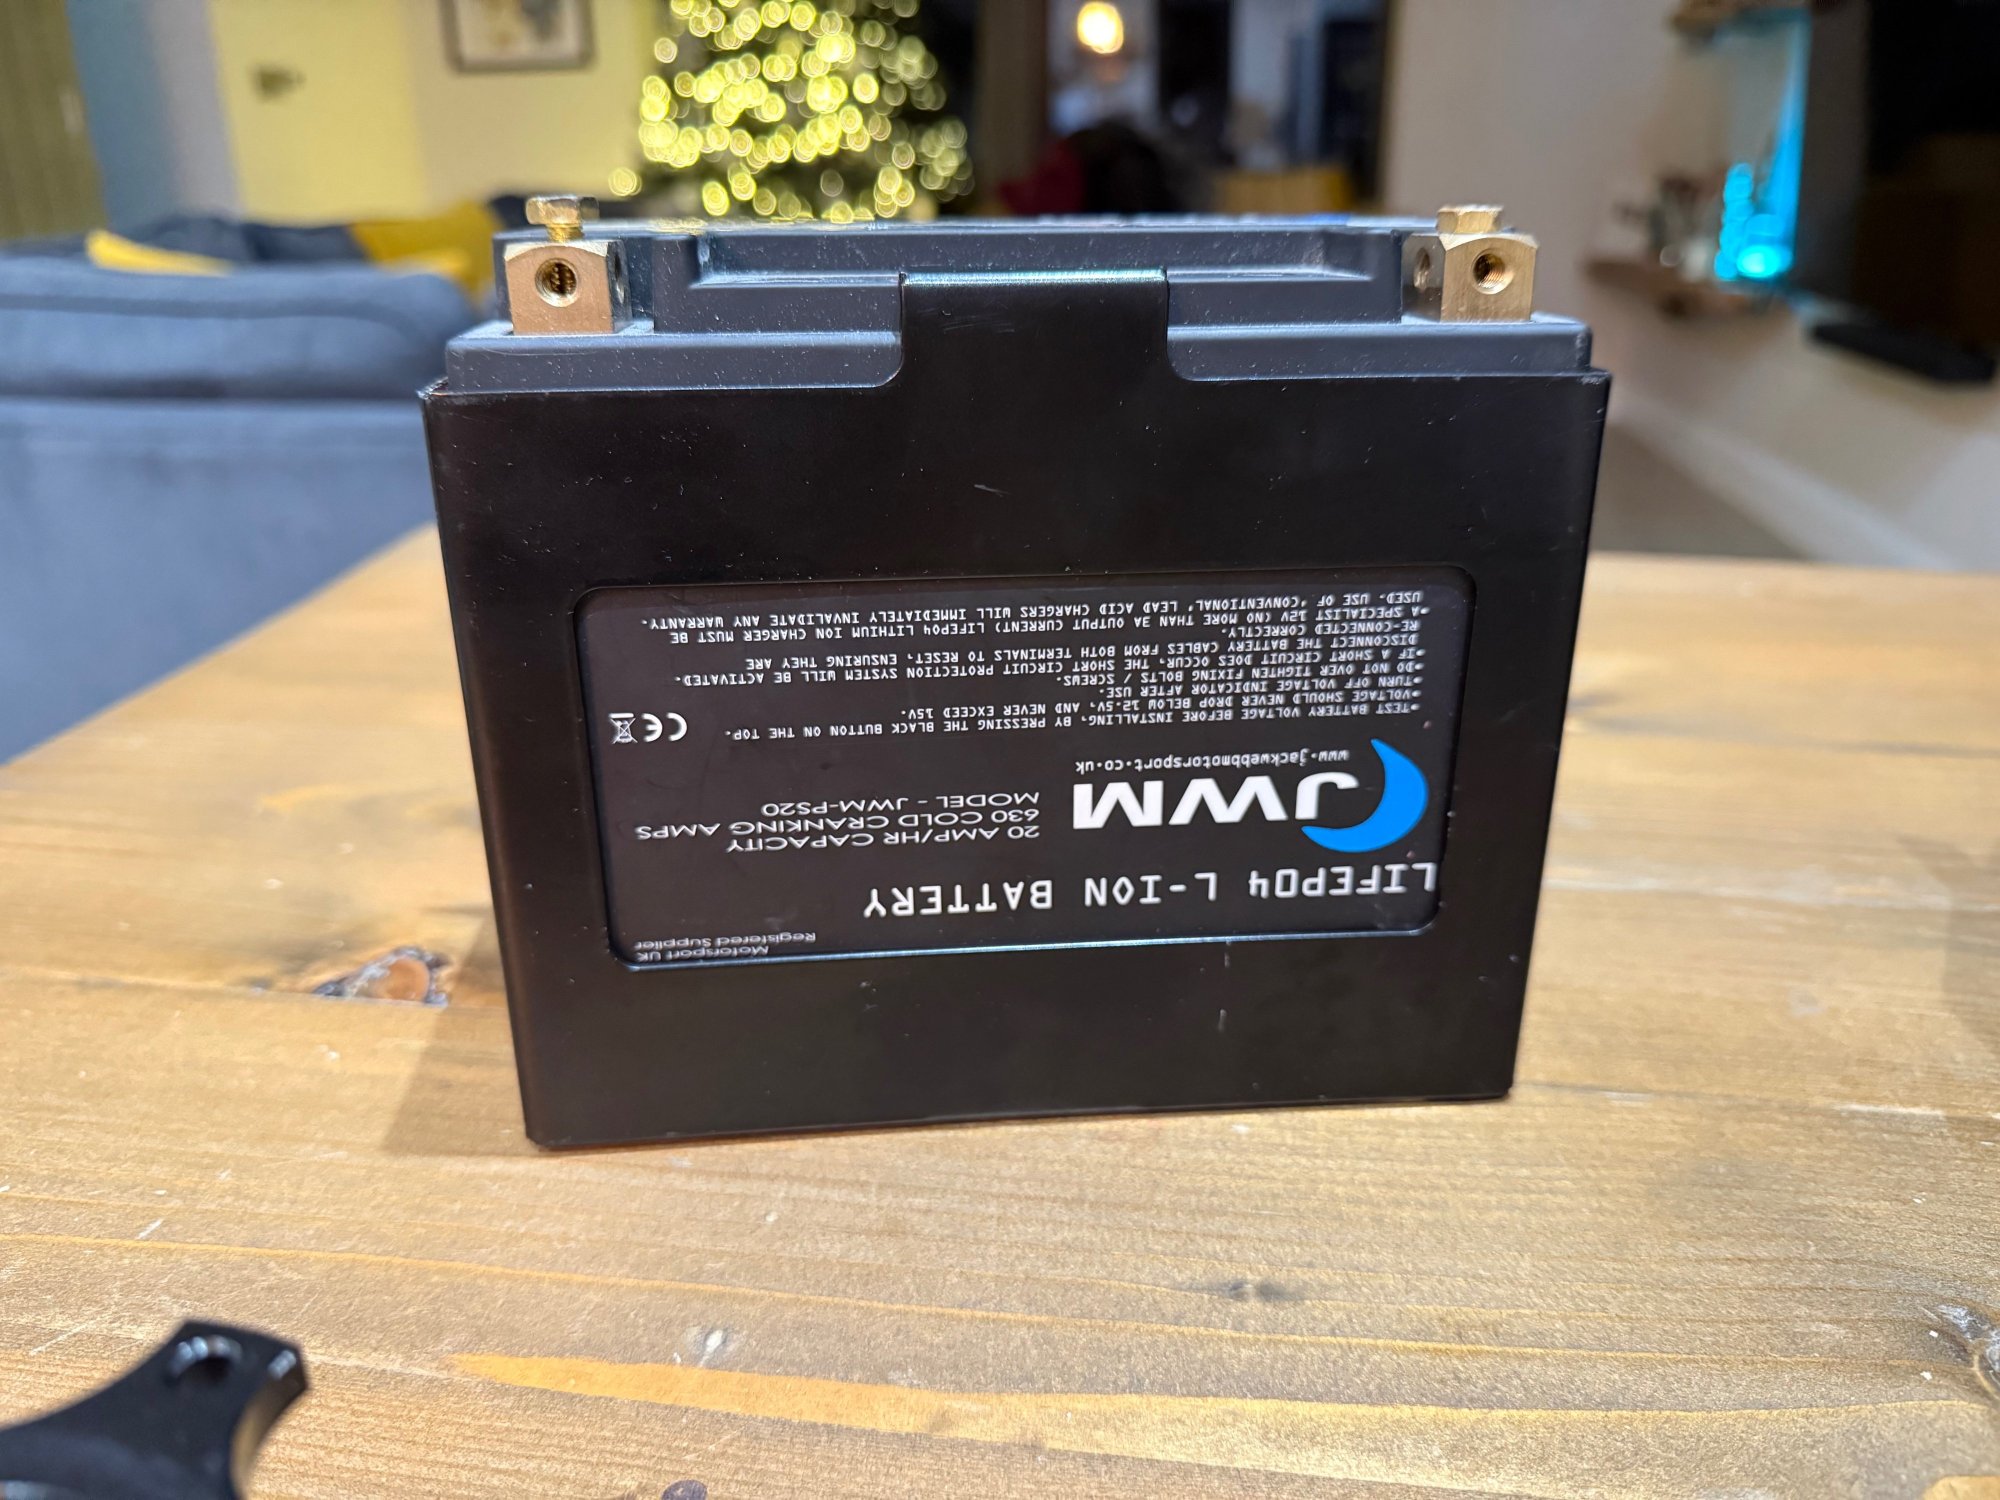 Motorsport UK
Registered Supplier
LIFEPO4 L-ION BATTERY
JWM
www.jackwebbmotorsport.co.uk
20 AMP/HR CAPACITY
630 COLD CRANKING AMPS
MODEL - JWM-PS20
•TEST BATTERY VOLTAGE BEFORE INSTALLING, BY PRESSING THE BLACK BUTTON ON THE TOP.
•VOLTAGE SHOULD NEVER DROP BELOW 12.5V, AND NEVER EXCEED 15V.
•TURN OFF VOLTAGE INDICATOR AFTER USE.
•DO NOT OVER TIGHTEN FIXING BOLTS / SCREWS.
•IF A SHORT CIRCUIT DOES OCCUR, THE SHORT CIRCUIT PROTECTION SYSTEM WILL BE ACTIVATED.
DISCONNECT THE BATTERY CABLES FROM BOTH TERMINALS TO RESET, ENSURING THEY ARE
RE-CONNECTED CORRECTLY.
•A SPECIALIST 12V (NO MORE THAN 3A OUTPUT CURRENT) LIFEPO4 LITHIUM ION CHARGER MUST BE
USED. USE OF 'CONVENTIONAL' LEAD ACID CHARGERS WILL IMMEDIATELY INVALIDATE ANY WARRANTY.
CE